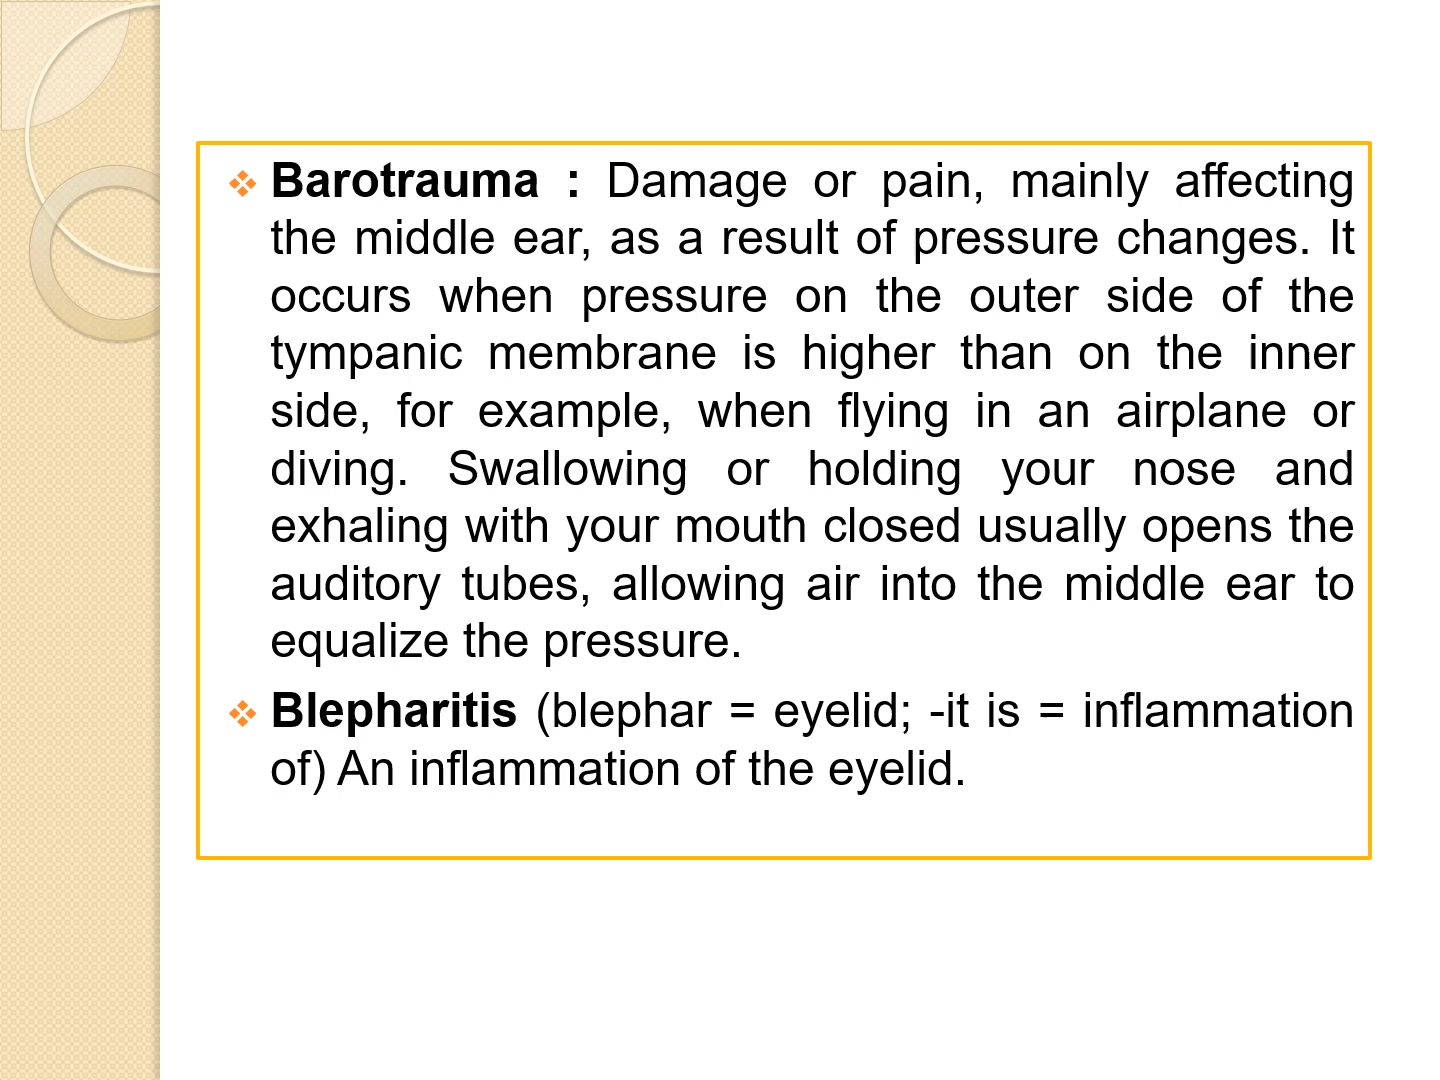 ❖ Barotrauma : Damage or pain, mainly affecting
the middle ear, as a result of pressure changes. It
occurs when pressure on the outer side of the
tympanic membrane is higher than on the inner
side, for example, when flying in an airplane or
diving. Swallowing or holding your nose and
exhaling with your mouth closed usually opens the
auditory tubes, allowing air into the middle ear to
equalize the pressure.
❖ Blepharitis (blephar = eyelid; -it is = inflammation
of) An inflammation of the eyelid.